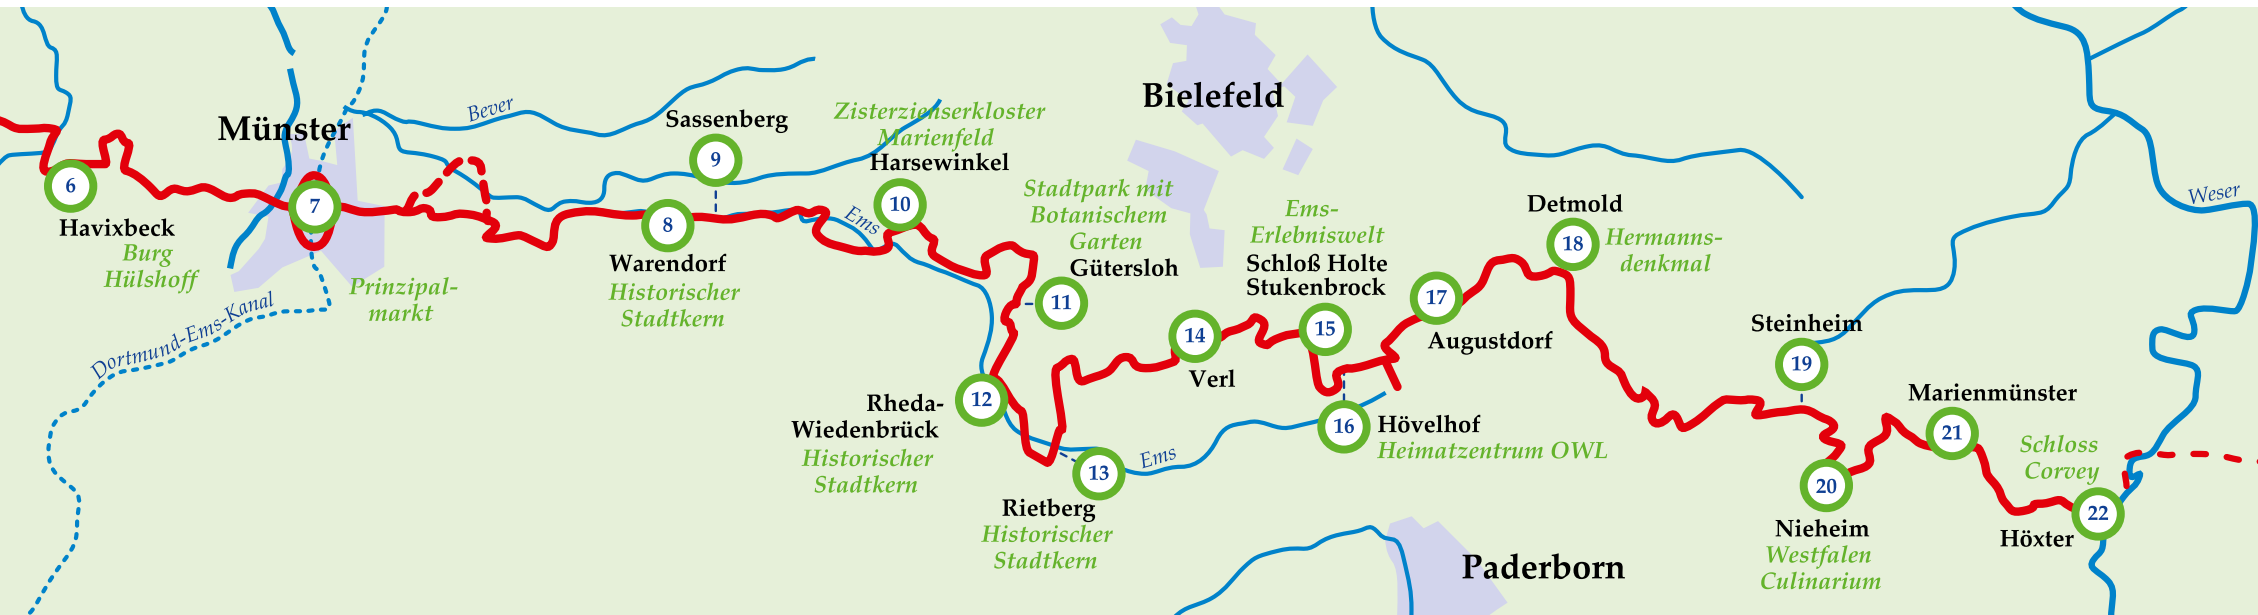 6
Havixbeck
Burg
Hülshoff
Münster
7
Prinzipal-
markt
Dortmund-Ems-Kanal
Bever
Sassenberg
9
8
Warendorf
Historischer
Stadtkern
Zisterzienserkloster
Marienfeld
Harsewinkel
10
Ems
Stadtpark mit
Botanischem
Garten
Gütersloh
11
12
Rheda-
Wiedenbrück
Historischer
Stadtkern
13
Rietberg
Historischer
Stadtkern
Ems
Bielefeld
14
Verl
Ems-
Erlebniswelt
Schloß Holte
Stukenbrock
15
16
Hövelhof
Heimatzentrum OWL
17
Augustdorf
Detmold
18
Hermanns-
denkmal
Paderborn
Steinheim
19
20
Nieheim
Westfalen
Culinarium
Marienmünster
21
Schloss
Corvey
22
Höxter
Weser